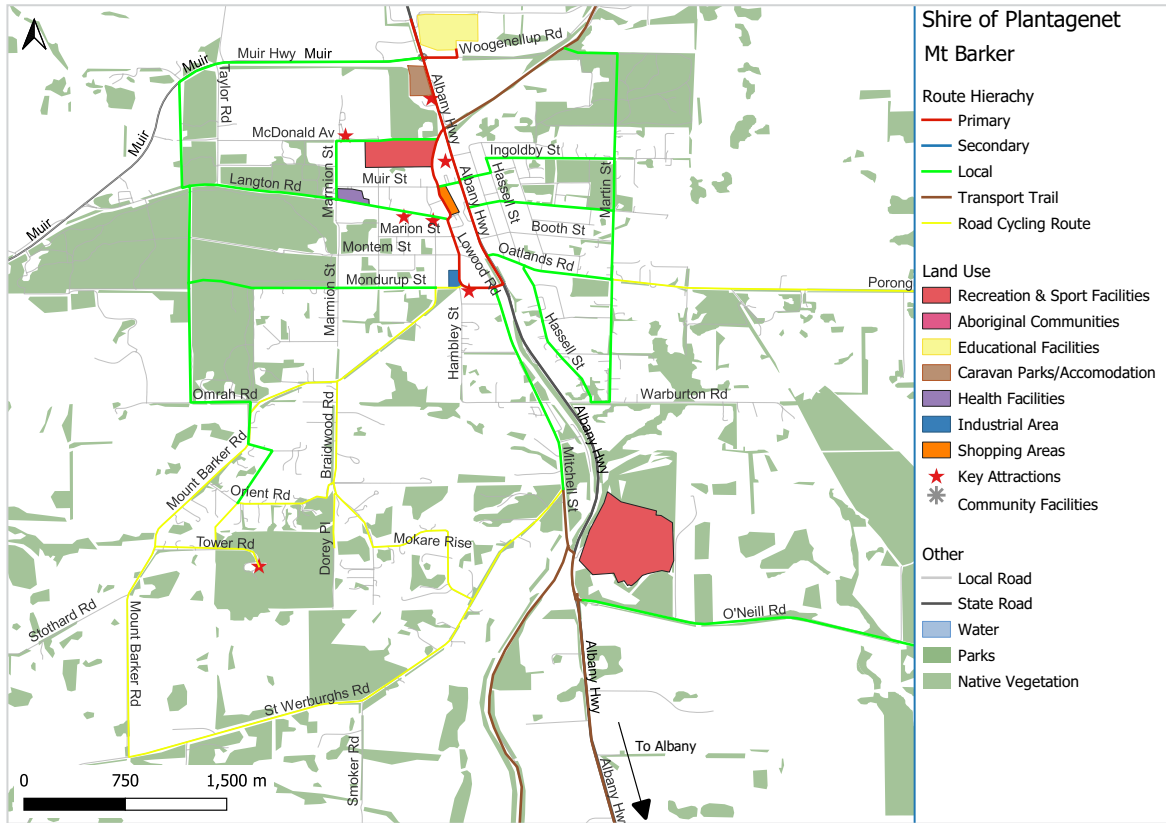 Shire of Plantagenet
Mt Barker
Route Hierachy
Primary
Secondary
Local
Transport Trail
Road Cycling Route
Land Use
Recreation & Sport Facilities
Aboriginal Communities
Educational Facilities
Caravan Parks/Accomodation
Health Facilities
Industrial Area
Shopping Areas
Key Attractions
Community Facilities
Other
Local Road
State Road
Water
Parks
Native Vegetation
Woogenellup Rd
Muir Hwy
Muir
Muir
Taylor Rd
Albany Hwy
Muir
McDonald Av
Ingoldby St
Marmion St
Muir St
Langton Rd
Albany Hwy
Hassell St
Martin St
Muir
Marion St
Booth St
Montem St
Lowood Rd
Oatlands Rd
Mondurup St
Marmion St
Porong
Hambley St
Hassell St
Omrah Rd
Warburton Rd
Braidwood Rd
Albany Hwy
Mount Barker Rd
Mitchell St
Orient Rd
Tower Rd
Dorey Pl
Mokare Rise
Stothard Rd
Mount Barker Rd
O'Neill Rd
Albany Hwy
St Werburghs Rd
To Albany
Smoker Rd
Albany Hw
0
750
1,500 m